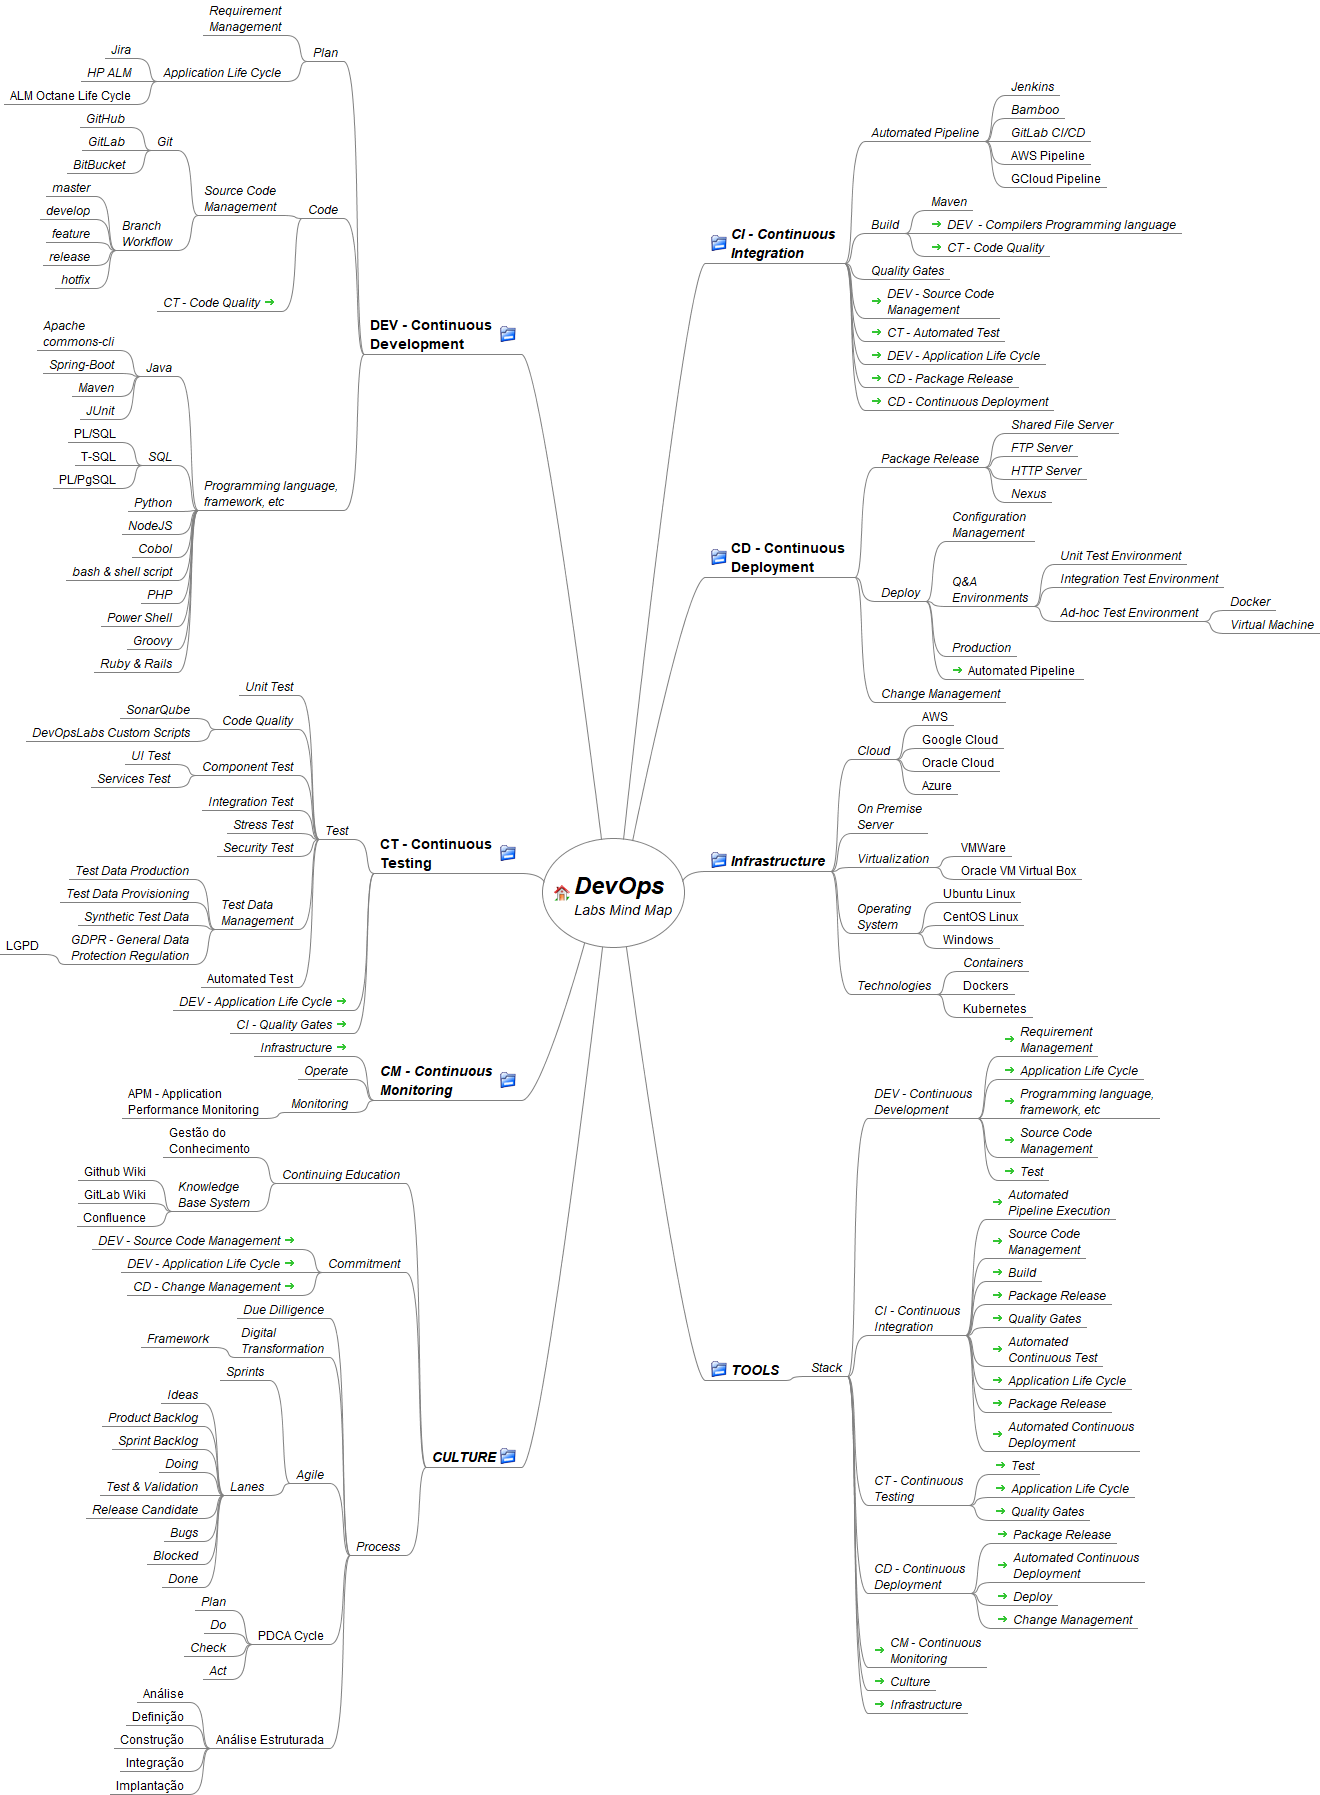 DevOps
Labs Mind Map
DEV - Continuous
Development
Plan
Requirement
Management
Application Life Cycle
Jira
HP ALM
ALM Octane Life Cycle
Code
Source Code
Management
Git
GitHub
GitLab
BitBucket
Branch
Workflow
master
develop
feature
release
hotfix
CT - Code Quality
Programming language,
framework, etc
Java
Apache
commons-cli
Spring-Boot
Maven
JUnit
SQL
PL/SQL
T-SQL
PL/PgSQL
Python
NodeJS
Cobol
bash & shell script
PHP
Power Shell
Groovy
Ruby & Rails
CT - Continuous
Testing
Test
Unit Test
Code Quality
SonarQube
DevOpsLabs Custom Scripts
Component Test
UI Test
Services Test
Integration Test
Stress Test
Security Test
Test Data
Management
Test Data Production
Test Data Provisioning
Synthetic Test Data
GDPR - General Data
Protection Regulation
LGPD
Automated Test
DEV - Application Life Cycle
CI - Quality Gates
CM - Continuous
Monitoring
Infrastructure
Operate
Monitoring
APM - Application
Performance Monitoring
CULTURE
Continuing Education
Gestão do
Conhecimento
Knowledge
Base System
Github Wiki
GitLab Wiki
Confluence
Commitment
DEV - Source Code Management
DEV - Application Life Cycle
CD - Change Management
Process
Due Dilligence
Digital
Transformation
Framework
Agile
Sprints
Lanes
Ideas
Product Backlog
Sprint Backlog
Doing
Test & Validation
Release Candidate
Bugs
Blocked
Done
PDCA Cycle
Plan
Do
Check
Act
Análise Estruturada
Análise
Definição
Construção
Integração
Implantação
CI - Continuous
Integration
Automated Pipeline
Jenkins
Bamboo
GitLab CI/CD
AWS Pipeline
GCloud Pipeline
Build
Maven
DEV - Compilers Programming language
CT - Code Quality
Quality Gates
DEV - Source Code
Management
CT - Automated Test
DEV - Application Life Cycle
CD - Package Release
CD - Continuous Deployment
CD - Continuous
Deployment
Package Release
Shared File Server
FTP Server
HTTP Server
Nexus
Deploy
Configuration
Management
Q&A
Environments
Unit Test Environment
Integration Test Environment
Ad-hoc Test Environment
Docker
Virtual Machine
Production
Automated Pipeline
Change Management
Infrastructure
Cloud
AWS
Google Cloud
Oracle Cloud
Azure
On Premise
Server
Virtualization
VMWare
Oracle VM Virtual Box
Operating
System
Ubuntu Linux
CentOS Linux
Windows
Technologies
Containers
Dockers
Kubernetes
TOOLS
Stack
DEV - Continuous
Development
Requirement
Management
Application Life Cycle
Programming language,
framework, etc
Source Code
Management
Test
CI - Continuous
Integration
Automated
Pipeline Execution
Source Code
Management
Build
Package Release
Quality Gates
Automated
Continuous Test
Application Life Cycle
Package Release
Automated Continuous
Deployment
CT - Continuous
Testing
Test
Application Life Cycle
Quality Gates
CD - Continuous
Deployment
Package Release
Automated Continuous
Deployment
Deploy
Change Management
CM - Continuous
Monitoring
Culture
Infrastructure